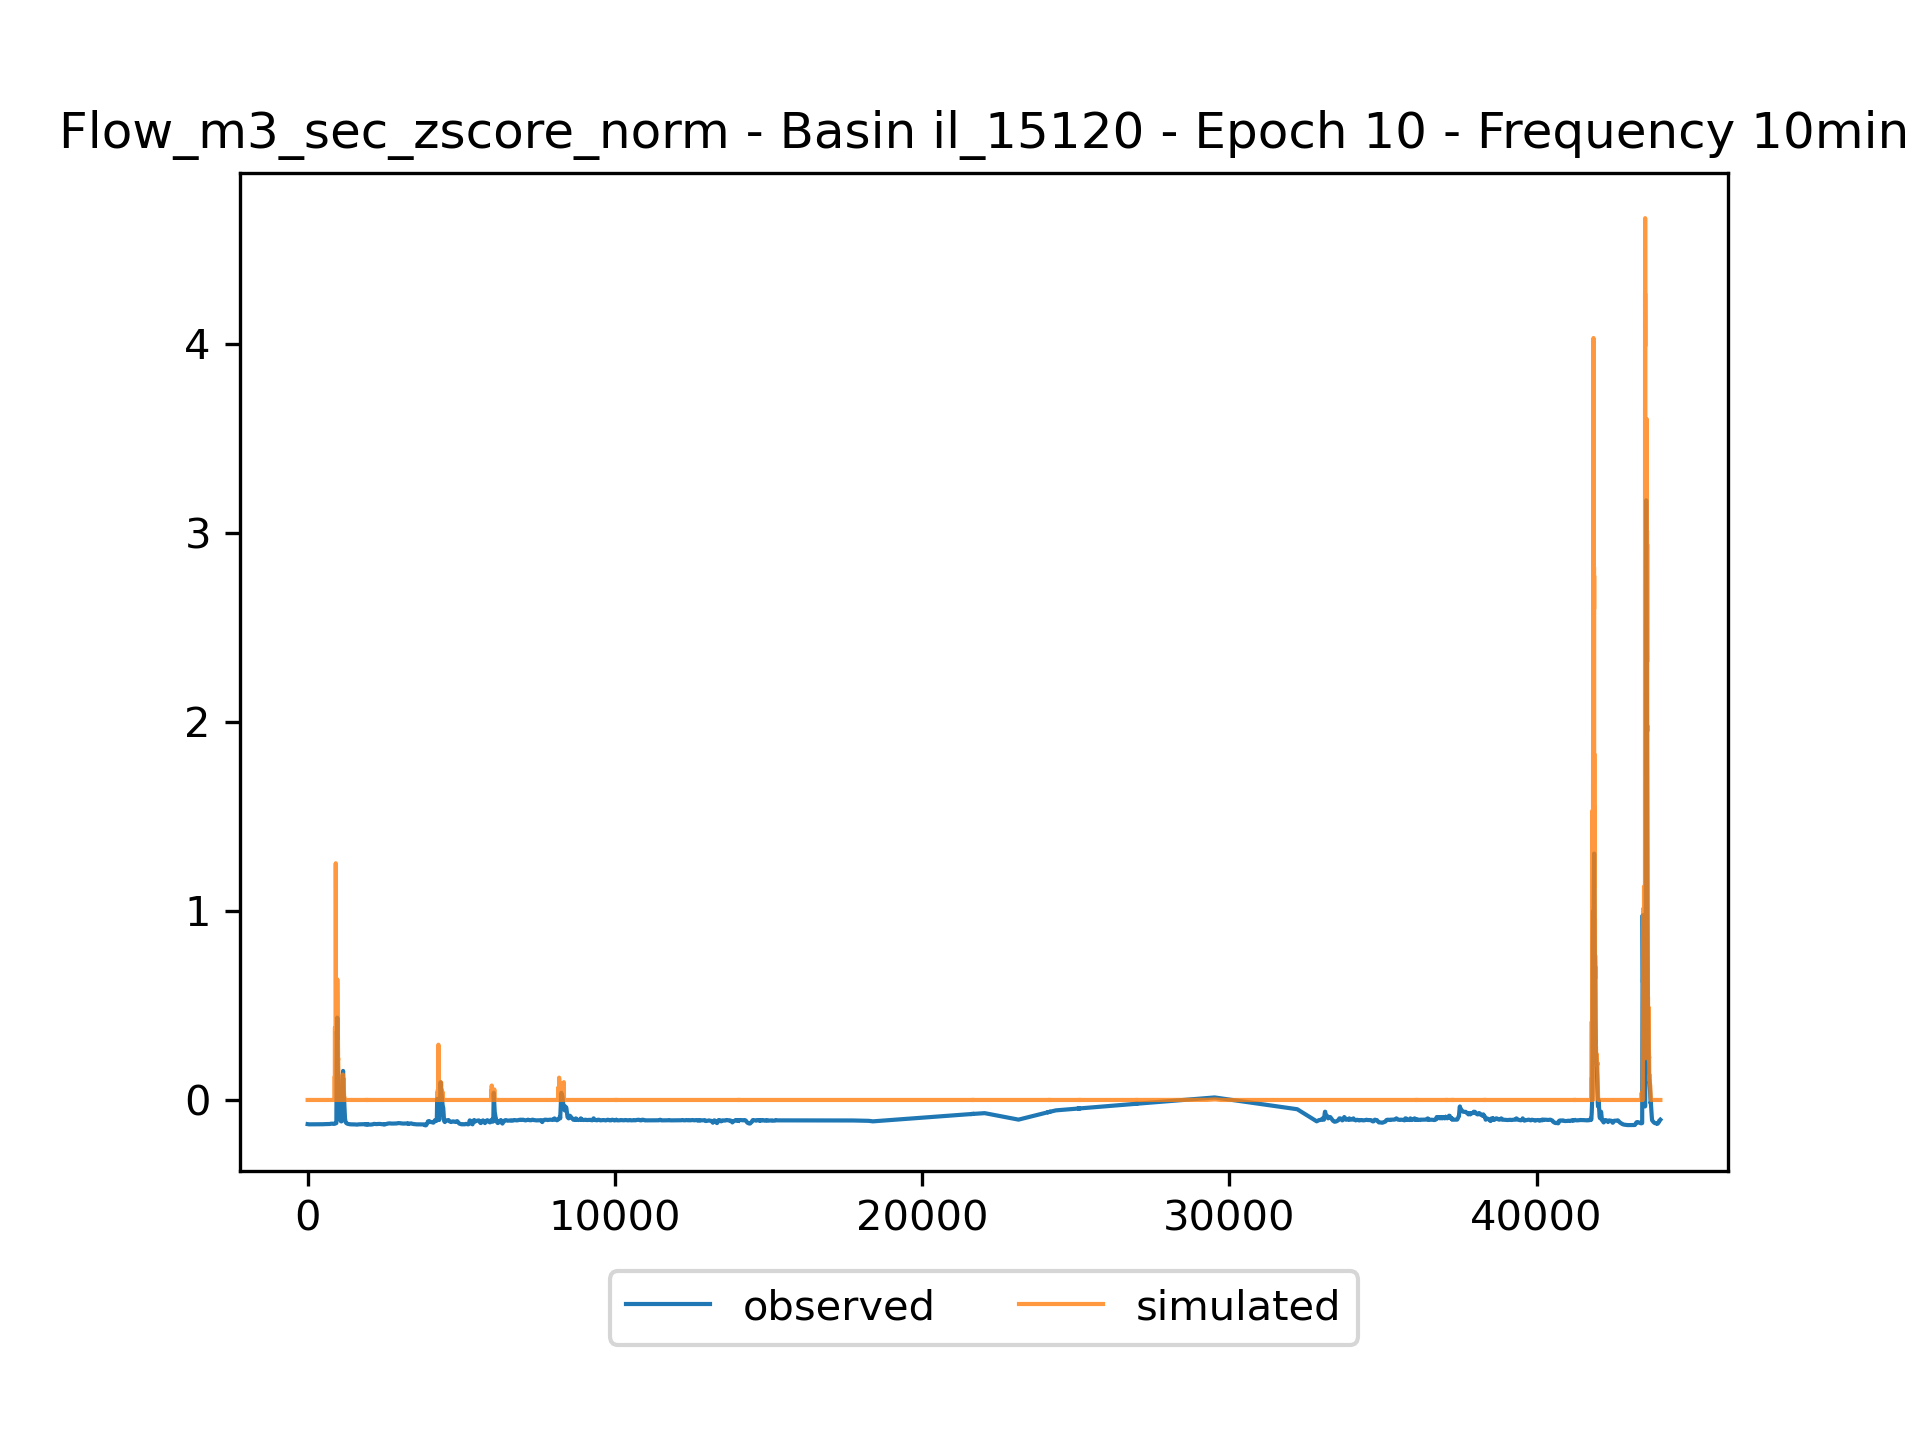 Flow_m3_sec_zscore_norm - Basin il_15120 - Epoch 10 - Frequency 10min
4
3
2
1
0
0 10000 20000 30000 40000
observed simulated